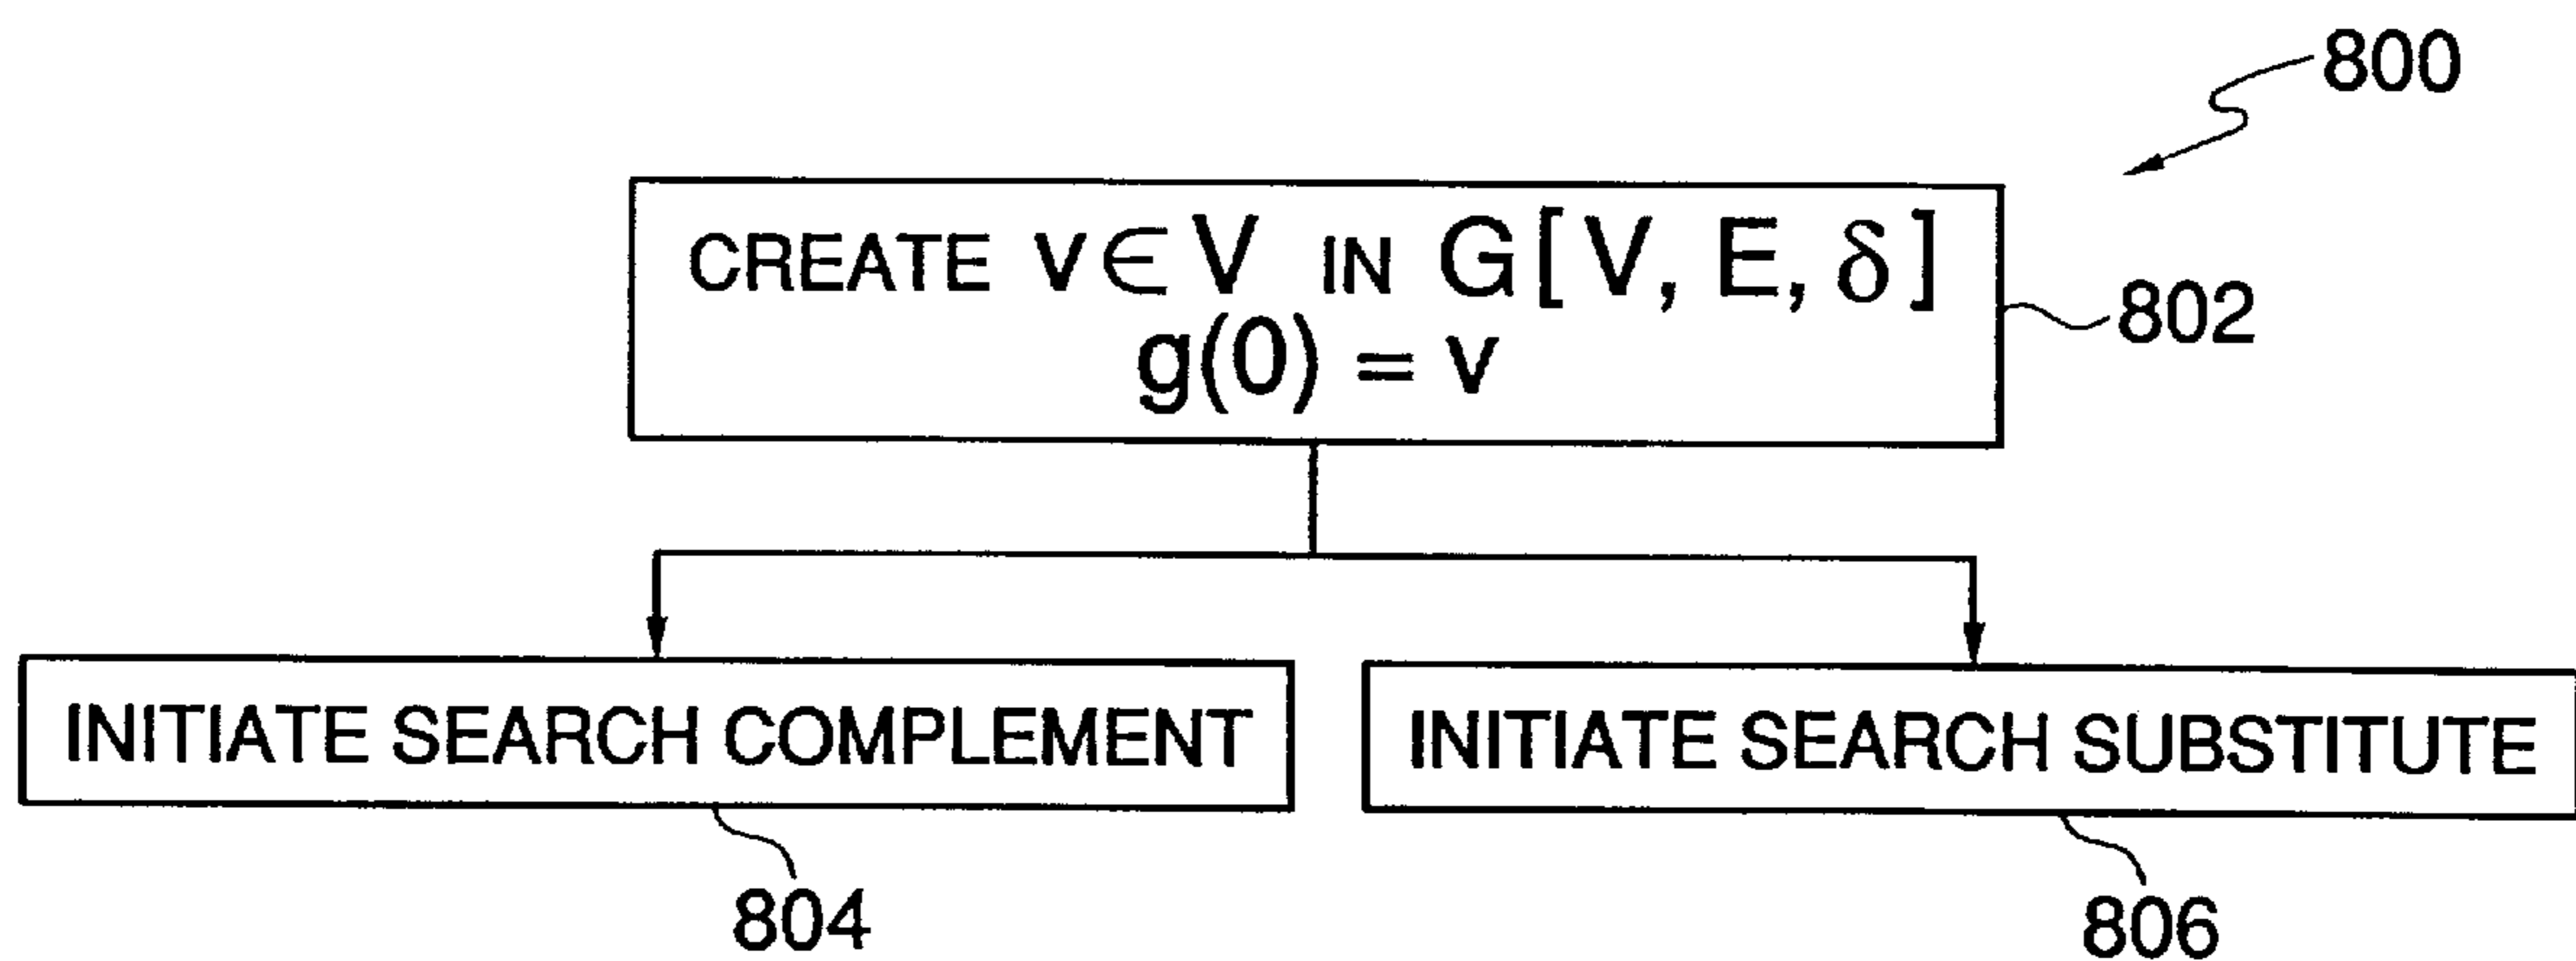 800
CREATE v∈V IN G[V, E, δ]
g(0) = v
802
INITIATE SEARCH COMPLEMENT
INITIATE SEARCH SUBSTITUTE
804
806